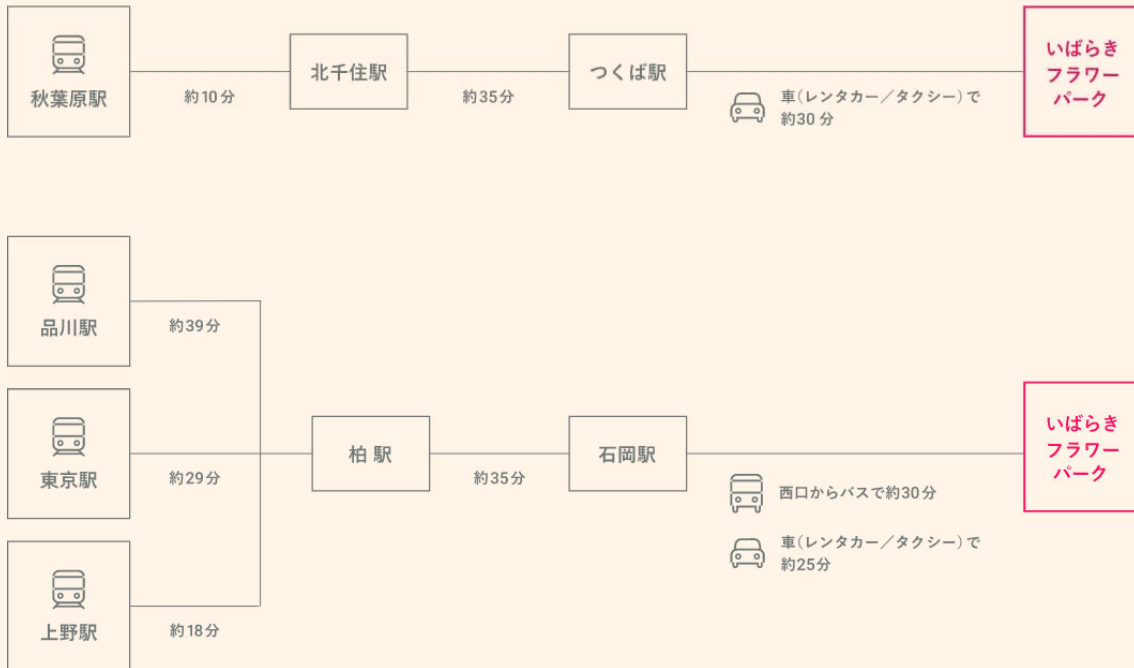 秋葉原駅
約10分
北千住駅
約35分
つくば駅
車(レンタカー／タクシー)で
約30分
いばらき
フラワー
パーク
品川駅
約39分
東京駅
約29分
上野駅
約18分
柏駅
約35分
石岡駅
西口からバスで約30分
車(レンタカー／タクシー)で
約25分
いばらき
フラワー
パーク